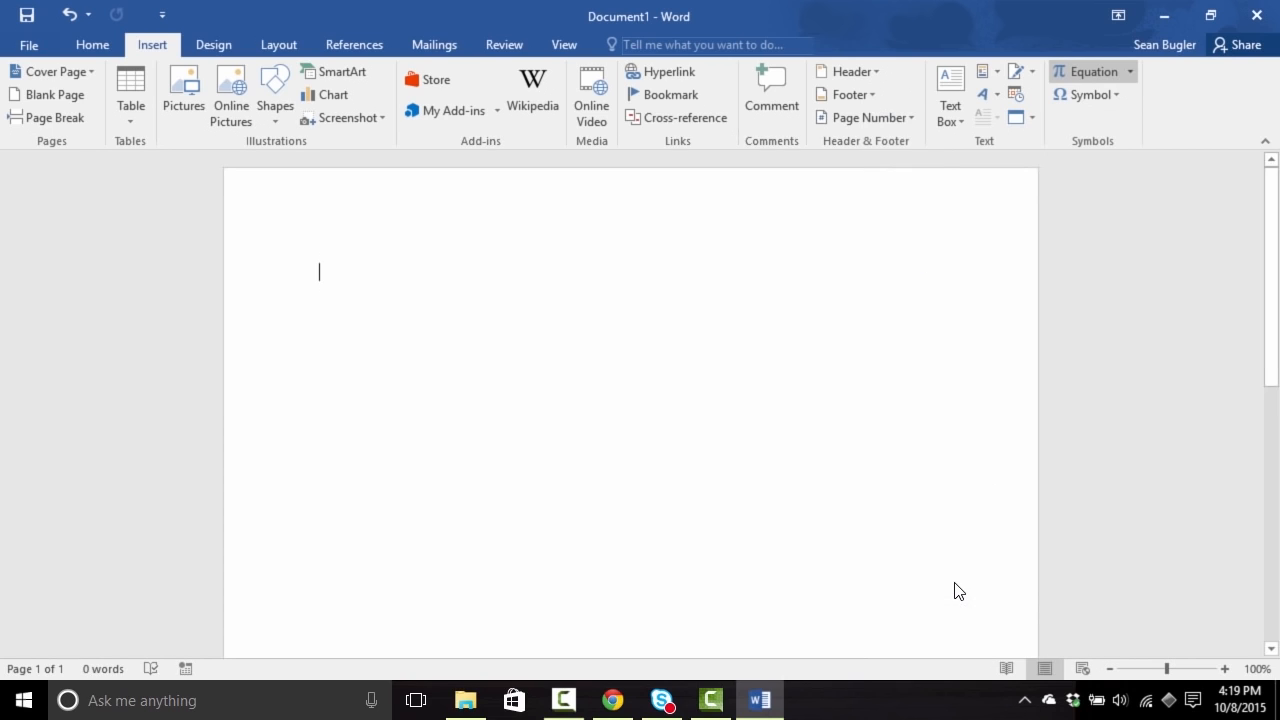 Document1 - Word
File Home Insert Design Layout References Mailings Review View Tell me what you want to do... Sean Bugler Share
Cover Page
Blank Page
Page Break
Pages
Table
Tables
Pictures
Online
Pictures
Shapes
SmartArt
Chart
Screenshot
Illustrations
Store
My Add-ins
W
Wikipedia
Add-ins
Online
Video
Media
Hyperlink
Bookmark
Cross-reference
Links
Comment
Comments
Header
Footer
Page Number
Header & Footer
A
Text
Box
A
A
Text
π Equation
Ω Symbol
Symbols
Page 1 of 1 0 words 100%
Ask me anything
4:19 PM
10/8/2015